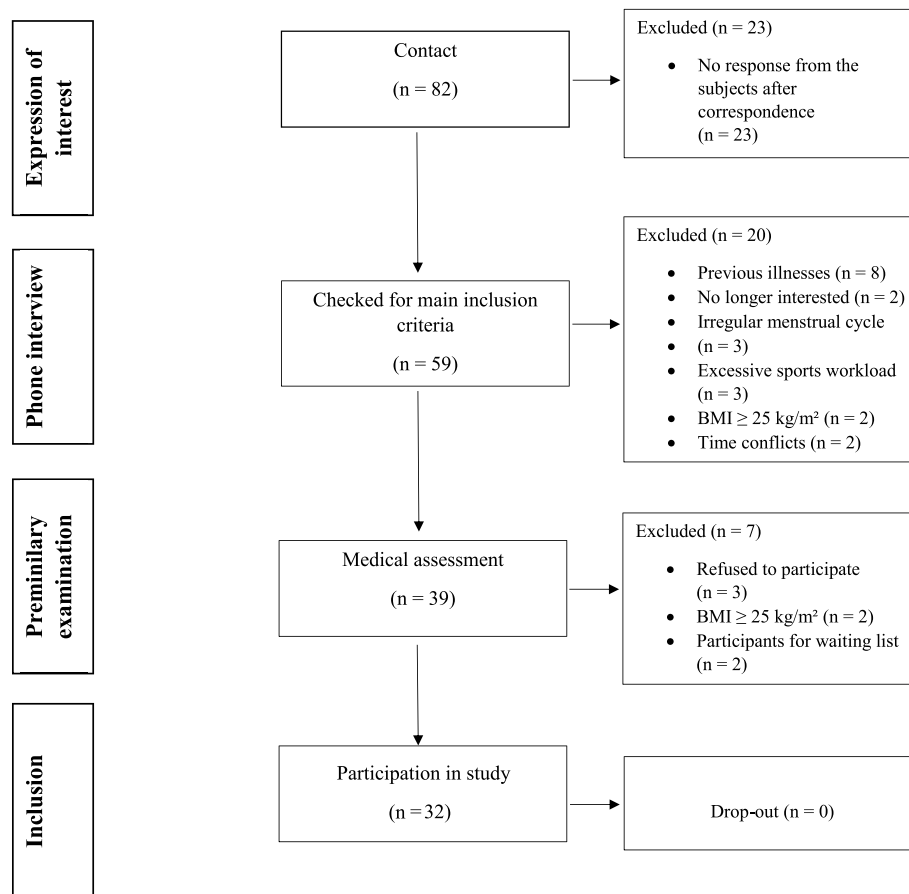 Expression of
interest
Contact
(n = 82)
Excluded (n = 23)
• No response from the
subjects after
correspondence
(n = 23)
Phone interview
Checked for main inclusion
criteria
(n = 59)
Excluded (n = 20)
• Previous illnesses (n = 8)
• No longer interested (n = 2)
• Irregular menstrual cycle
• (n = 3)
• Excessive sports workload
(n = 3)
• BMI ≥ 25 kg/m² (n = 2)
• Time conflicts (n = 2)
Preminilary
examination
Medical assessment
(n = 39)
Excluded (n = 7)
• Refused to participate
(n = 3)
• BMI ≥ 25 kg/m² (n = 2)
• Participants for waiting list
(n = 2)
Inclusion
Participation in study
(n = 32)
Drop-out (n = 0)